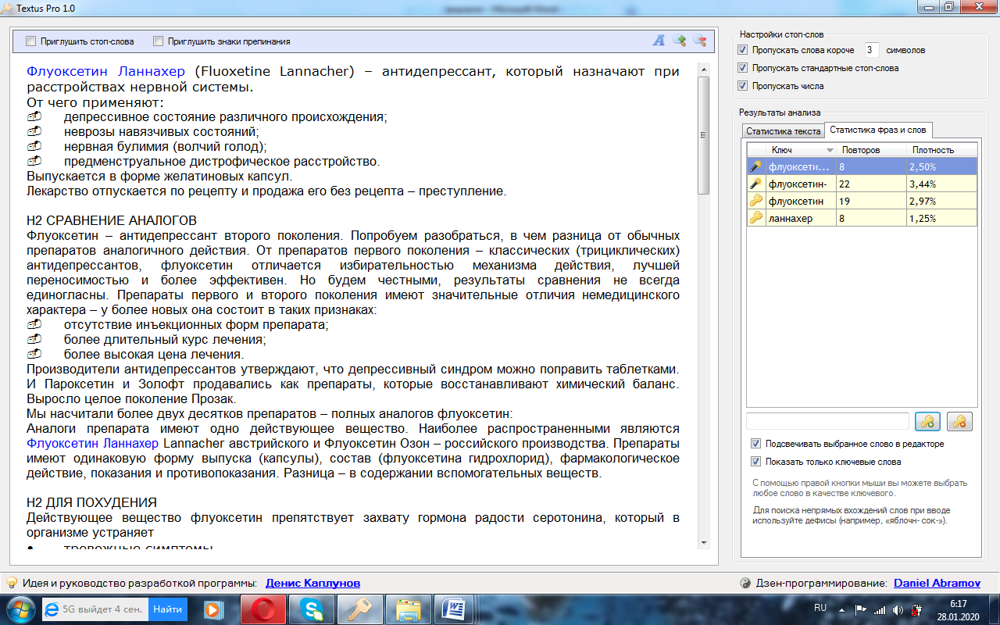 Textus Pro 1.0
Microsoft Word
Приглушить стоп-слова
Приглушить знаки препинания
A
Флуоксетин Ланнахер (Fluoxetine Lannacher) – антидепрессант, который назначают при
расстройствах нервной системы.
От чего применяют:
депрессивное состояние различного происхождения;
неврозы навязчивых состояний;
нервная булимия (волчий голод);
предменструальное дистрофическое расстройство.
Выпускается в форме желатиновых капсул.
Лекарство отпускается по рецепту и продажа его без рецепта – преступление.
H2 СРАВНЕНИЕ АНАЛОГОВ
Флуоксетин – антидепрессант второго поколения. Попробуем разобраться, в чем разница от обычных
препаратов аналогичного действия. От препаратов первого поколения – классических (трициклических)
антидепрессантов, флуоксетин отличается избирательностью механизма действия, лучшей
переносимостью и более эффективен. Но будем честными, результаты сравнения не всегда
единогласны. Препараты первого и второго поколения имеют значительные отличия немедицинского
характера – у более новых она состоит в таких признаках:
отсутствие инъекционных форм препарата;
более длительный курс лечения;
более высокая цена лечения.
Производители антидепрессантов утверждают, что депрессивный синдром можно поправить таблетками.
И Пароксетин и Золофт продавались как препараты, которые восстанавливают химический баланс.
Выросло целое поколение Прозак.
Мы насчитали более двух десятков препаратов – полных аналогов флуоксетин:
Аналоги препарата имеют одно действующее вещество. Наиболее распространенными являются
Флуоксетин Ланнахер Lannacher австрийского и Флуоксетин Озон – российского производства. Препараты
имеют одинаковую форму выпуска (капсулы), состав (флуоксетина гидрохлорид), фармакологическое
действие, показания и противопоказания. Разница – в содержании вспомогательных веществ.
H2 ДЛЯ ПОХУДЕНИЯ
Действующее вещество флуоксетин препятствует захвату гормона радости серотонина, который в
организме устраняет
• тревожные симптомы
Настройки стоп-слов
Пропускать слова короче 3 символов
Пропускать стандартные стоп-слова
Пропускать числа
Результаты анализа
Статистика текста Статистика фраз и слов
Ключ Повторов Плотность
флуоксети... 8 2,50%
флуоксетин- 22 3,44%
флуоксетин 19 2,97%
ланнахер 8 1,25%
Подсвечивать выбранное слово в редакторе
Показать только ключевые слова
С помощью правой кнопки мыши вы можете выбрать
любое слово в качестве ключевого.
Для поиска непрямых вхождений слов при вводе
используйте дефисы (например, «яблочн- сок-»).
Идея и руководство разработкой программы: Денис Каплунов
Дзен-программирование: Daniel Abramov
5G выйдет 4 сен. Найти
RU
6:17
28.01.2020